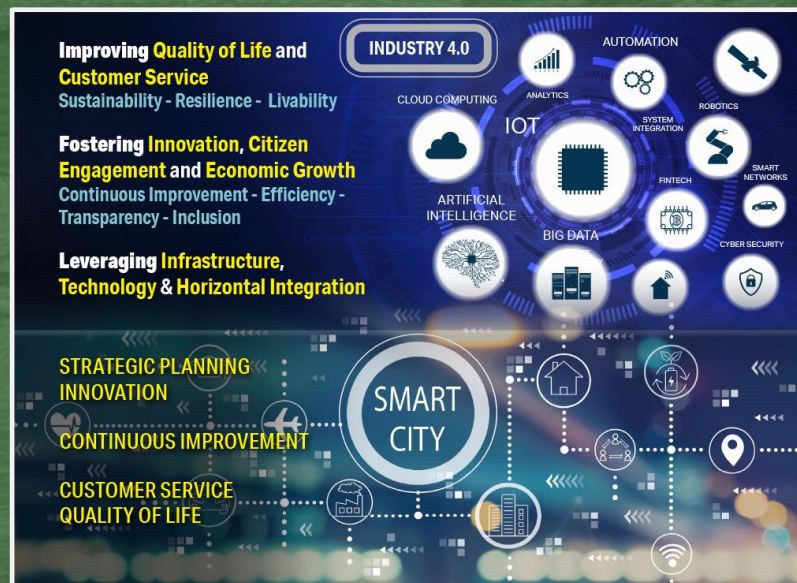 Improving Quality of Life and
Customer Service
Sustainability - Resilience - Livability
Fostering Innovation, Citizen
Engagement and Economic Growth
Continuous Improvement - Efficiency -
Transparency - Inclusion
Leveraging Infrastructure,
Technology & Horizontal Integration
INDUSTRY 4.0
AUTOMATION
ANALYTICS
CLOUD COMPUTING
ROBOTICS
IOT
SYSTEM
INTEGRATION
SMART
NETWORKS
FINTECH
ARTIFICIAL
INTELLIGENCE
BIG DATA
CYBER SECURITY
STRATEGIC PLANNING
INNOVATION
CONTINUOUS IMPROVEMENT
CUSTOMER SERVICE
QUALITY OF LIFE
SMART
CITY